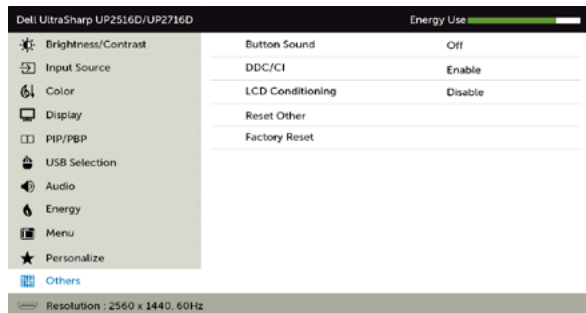 Dell UltraSharp UP2516D/UP2716D Energy Use
Brightness/Contrast Button Sound Off
Input Source DDC/CI Enable
Color LCD Conditioning Disable
Display Reset Other
PIP/PBP Factory Reset
USB Selection
Audio
Energy
Menu
Personalize
Others
Resolution : 2560 x 1440, 60Hz